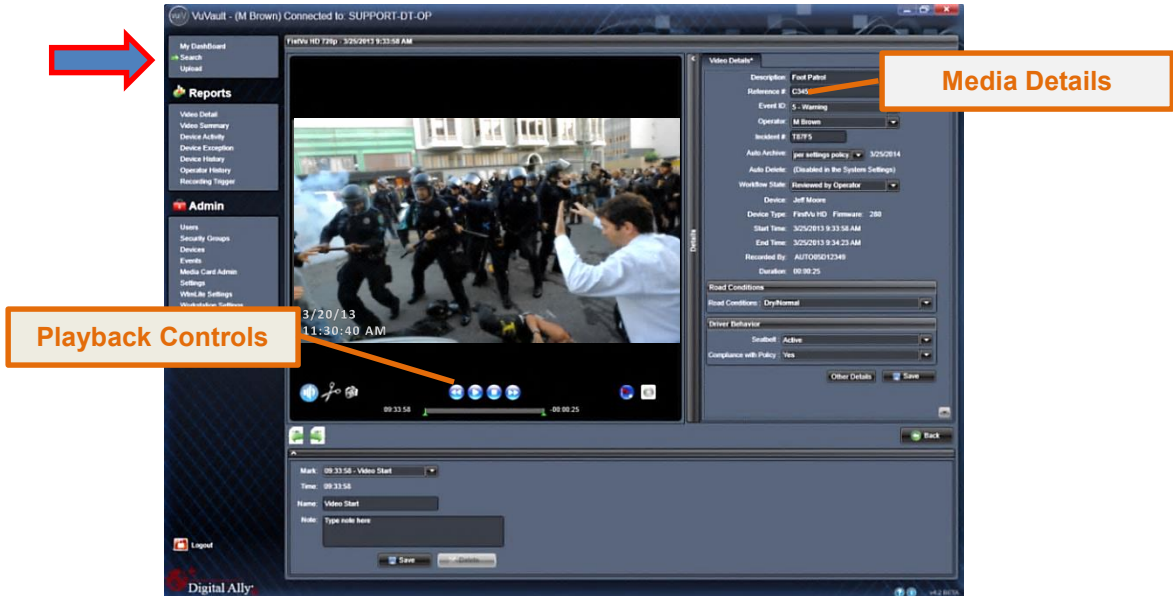 VuVault - (M Brown) Connected to: SUPPORT-DT-OP
My DashBoard
Search
Upload
Reports
Video Detail
Video Summary
Device Activity
Device Exception
Device History
Operator History
Recording Trigger
Admin
Users
Security Groups
Devices
Events
Media Card Admin
Settings
WmLite Settings
Workstation Settings
Logout
Digital Ally
FirstVu HD 720p - 3/25/2013 9:33:58 AM
3/20/13
11:30:40 AM
Playback Controls
09:33:58
-00:00:25
Details
Video Details*
Media Details
Description: Foot Patrol
Reference #: C345
Event ID: 5 - Warning
Operator: M Brown
Incident #: T87F5
Auto Archive: per settings policy 3/25/2014
Auto Delete: (Disabled in the System Settings)
Workflow State: Reviewed by Operator
Device: Jeff Moore
Device Type: FirstVu HD Firmware: 280
Start Time: 3/25/2013 9:33:58 AM
End Time: 3/25/2013 9:34:23 AM
Recorded By: AUTO05D12349
Duration: 00:00:25
Road Conditions
Road Conditions: Dry/Normal
Driver Behavior
Seatbelt: Active
Compliance with Policy: Yes
Other Details
Save
Back
Mark: 09:33:58 - Video Start
Time: 09:33:58
Name: Video Start
Note: Type note here
Save
Delete
v4.2 BETA